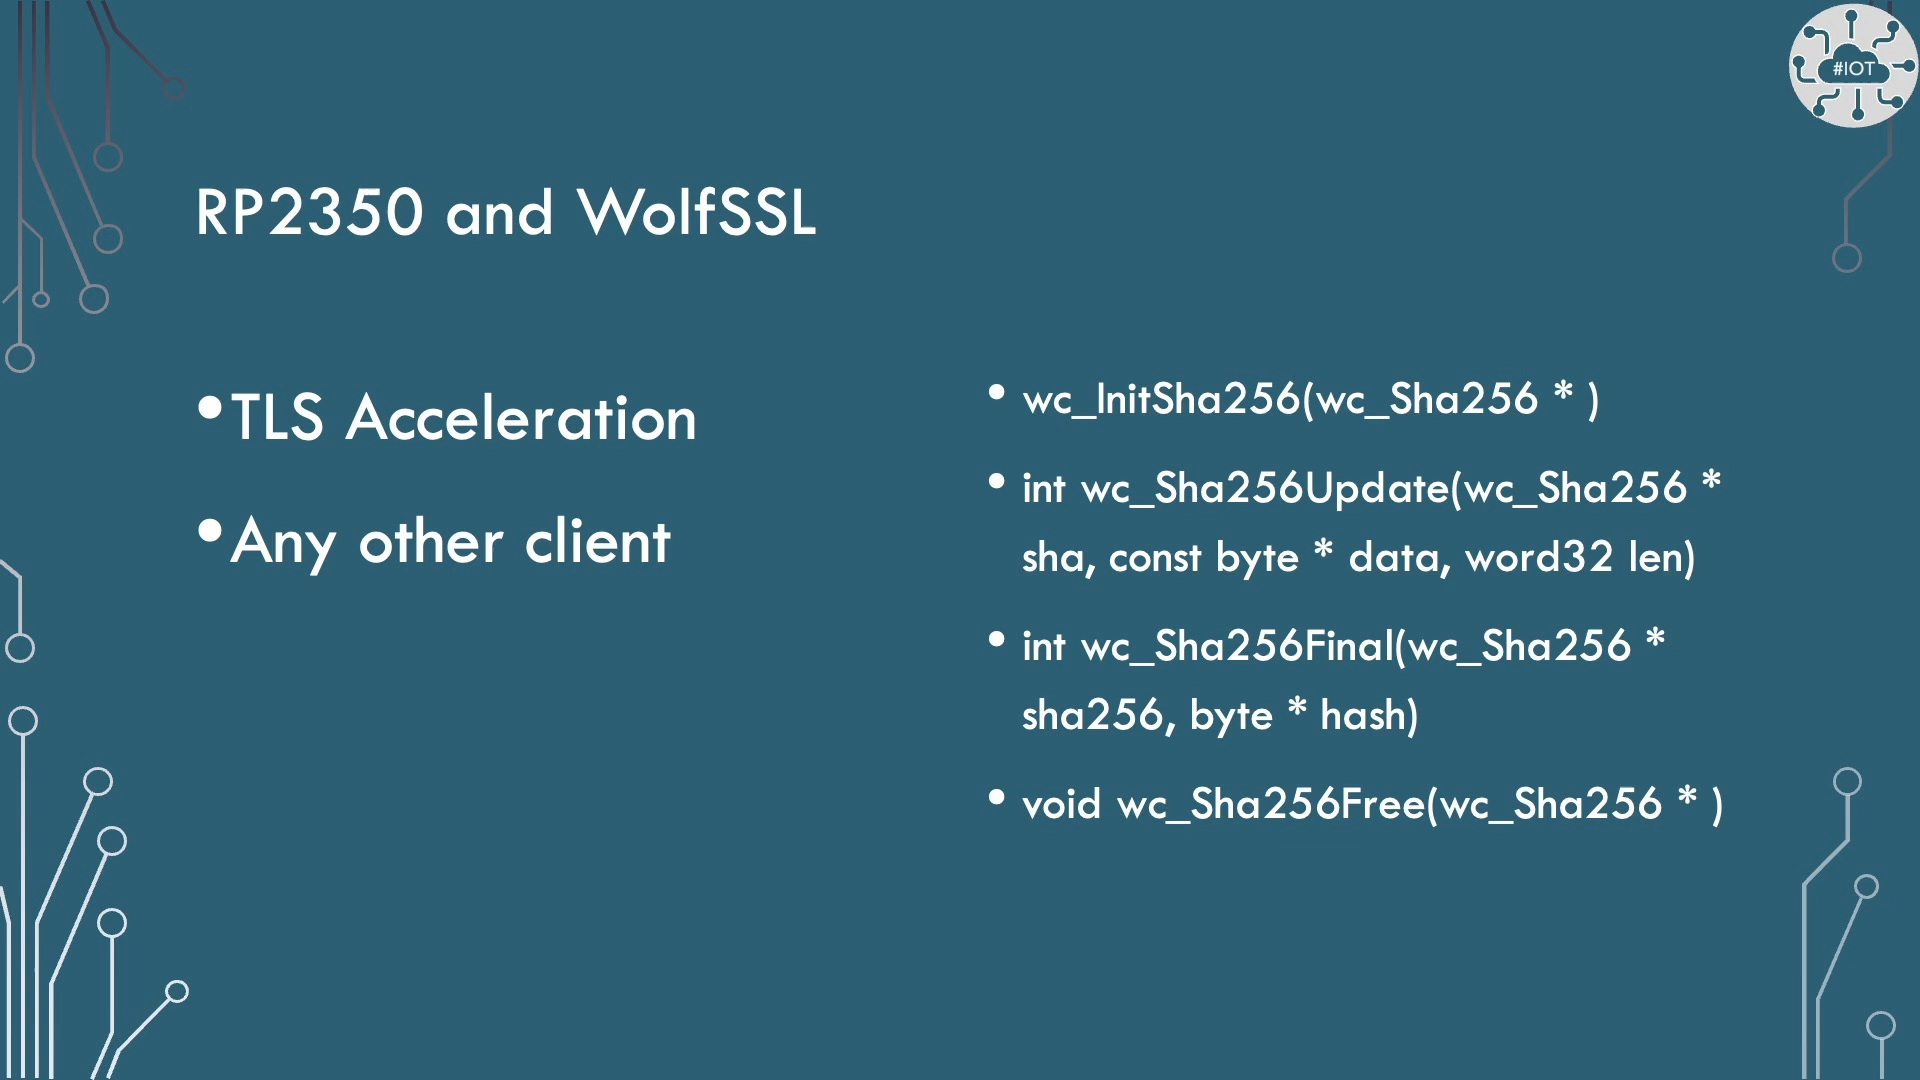 #IOT
RP2350 and WolfSSL
•TLS Acceleration
•Any other client
• wc_InitSha256(wc_Sha256 * )
• int wc_Sha256Update(wc_Sha256 *
sha, const byte * data, word32 len)
• int wc_Sha256Final(wc_Sha256 *
sha256, byte * hash)
• void wc_Sha256Free(wc_Sha256 * )